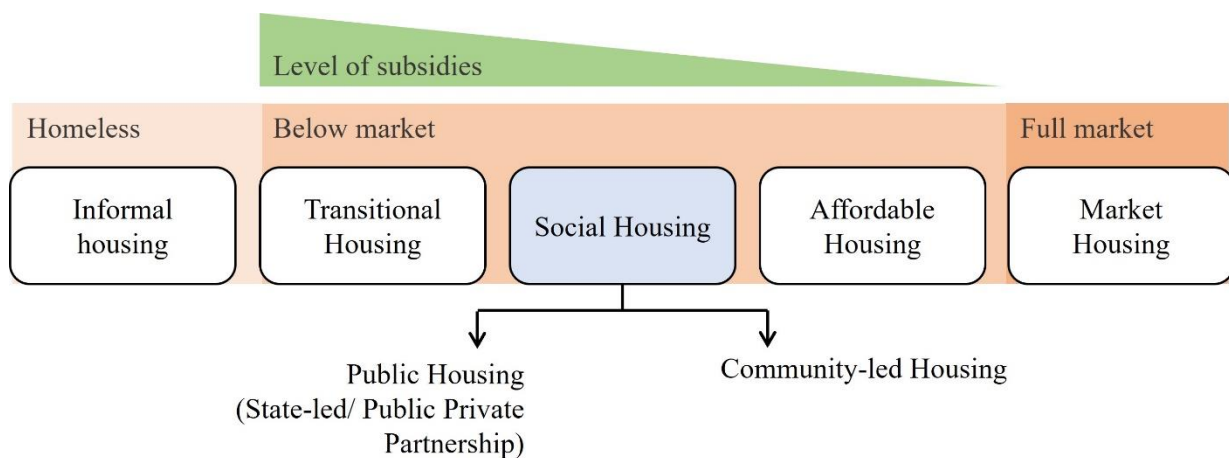 Level of subsidies
Homeless
Below market
Full market
Informal
housing
Transitional
Housing
Social Housing
Affordable
Housing
Market
Housing
Public Housing
(State-led/ Public Private
Partnership)
Community-led Housing